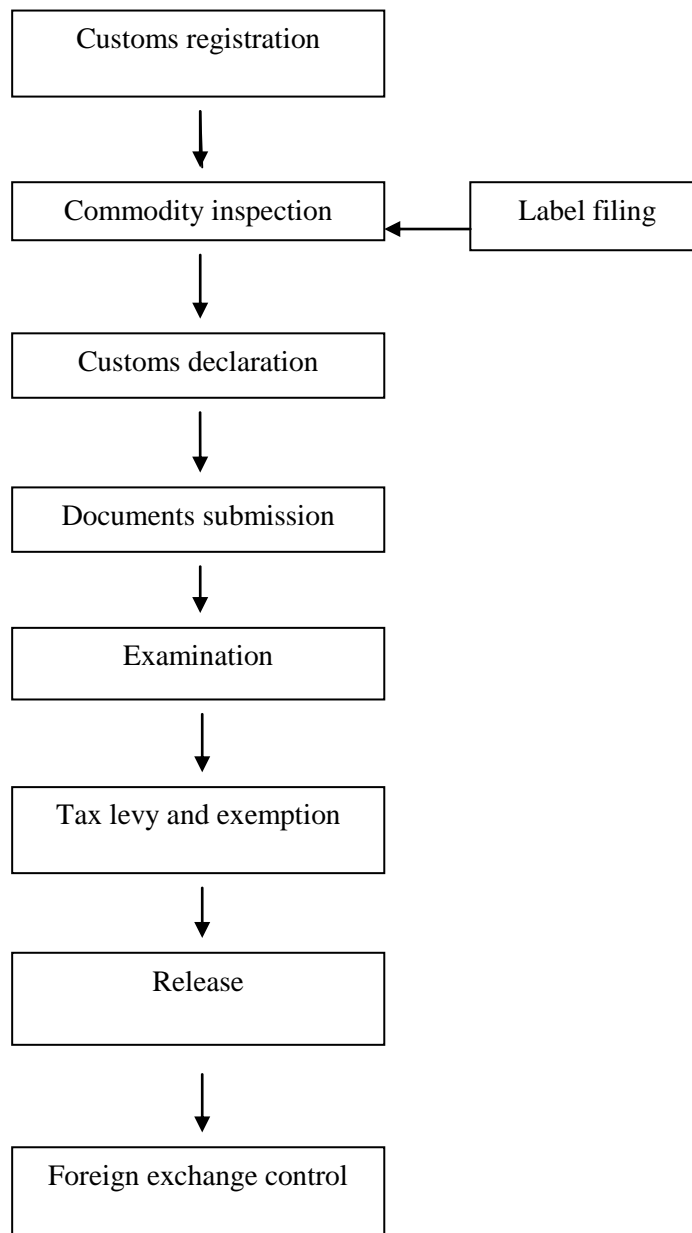 Customs registration
Commodity inspection
Label filing
Customs declaration
Documents submission
Examination
Tax levy and exemption
Release
Foreign exchange control